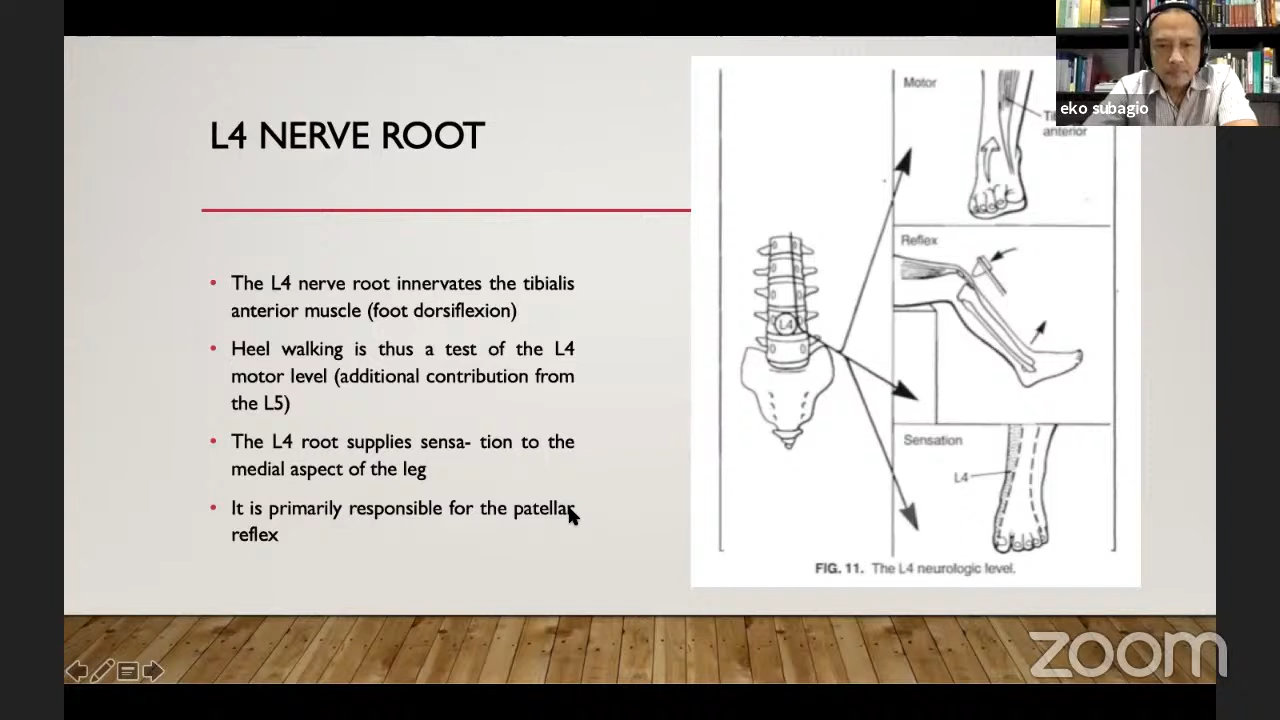 eko subagio
L4 NERVE ROOT
• The L4 nerve root innervates the tibialis
anterior muscle (foot dorsiflexion)
• Heel walking is thus a test of the L4
motor level (additional contribution from
the L5)
• The L4 root supplies sensa- tion to the
medial aspect of the leg
• It is primarily responsible for the patellar
reflex
Motor
anterior
Reflex
L4
Sensation
L4
FIG. 11. The L4 neurologic level.
zoom